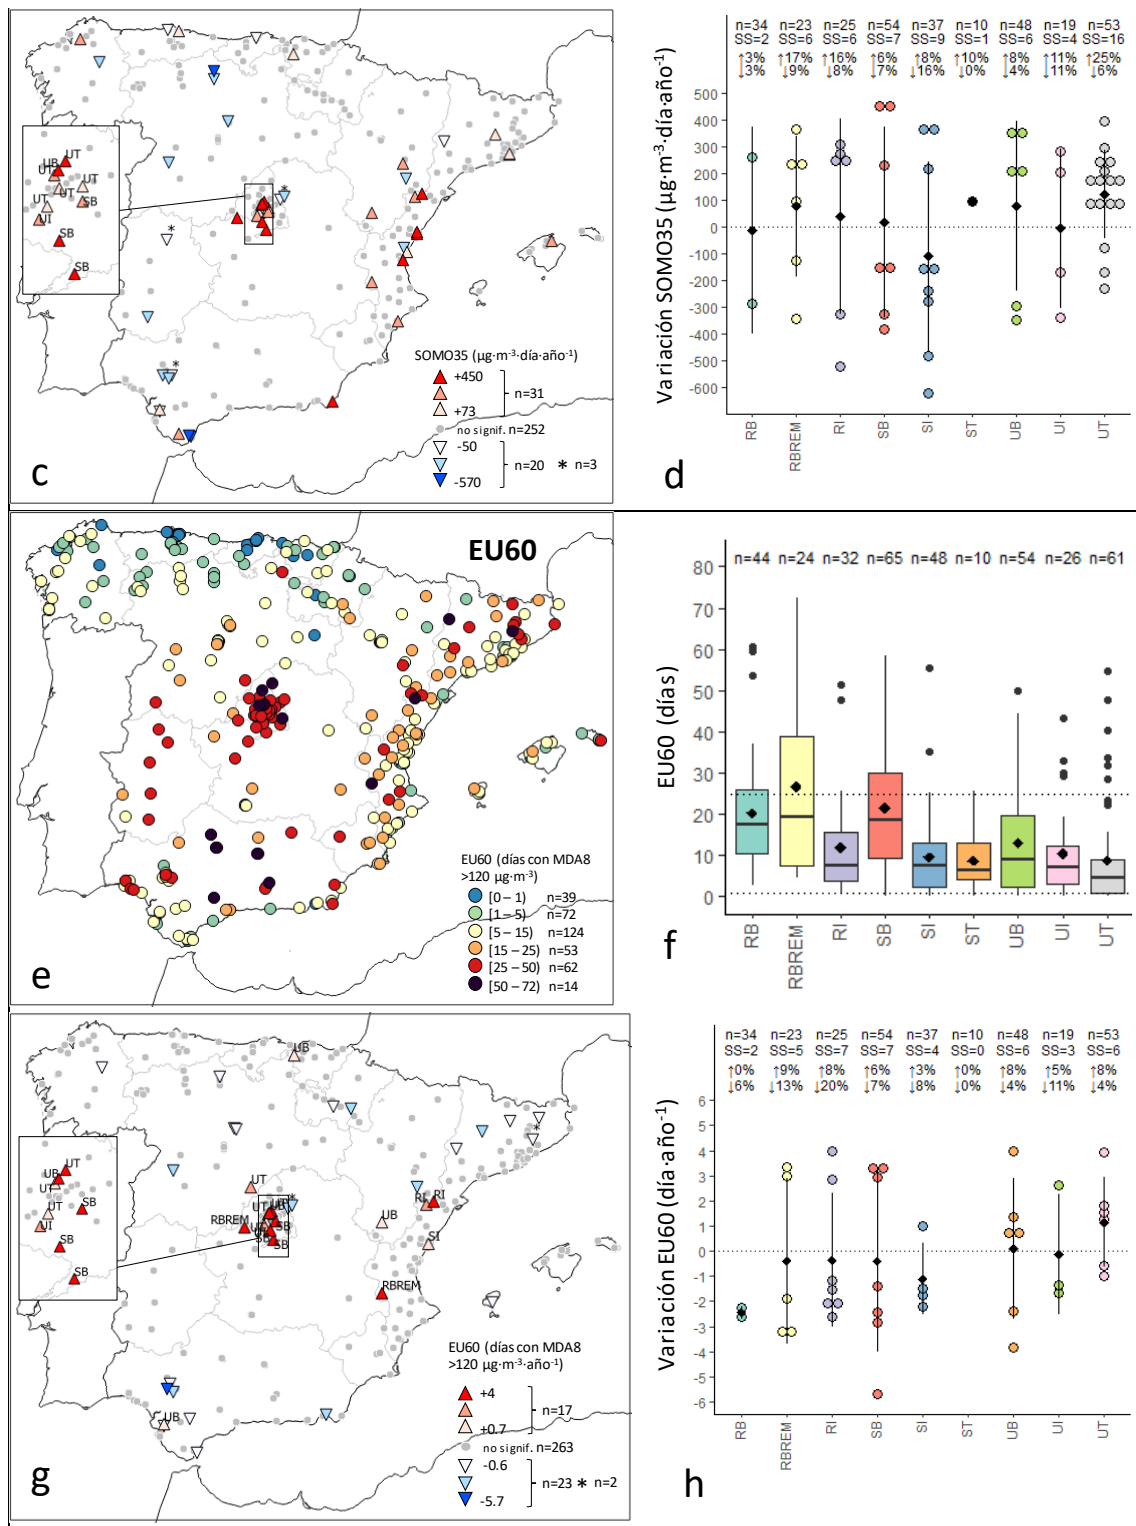 UT
UB
UT
UT
UT
UT
SB
UI
SB
SB
*
*
*
SOMO35 (µg·m-3·día·año-1)
+450
+73
n=31
no signif. n=252
-50
-570
n=20 * n=3
c
n=34 n=23 n=25 n=54 n=37 n=10 n=48 n=19 n=53
SS=2 SS=6 SS=6 SS=7 SS=9 SS=1 SS=6 SS=4 SS=16
↑3% ↑17% ↑16% ↑6% ↑8% ↑10% ↑8% ↑11% ↑25%
↓3% ↓9% ↓8% ↓7% ↓16% ↓0% ↓4% ↓11% ↓6%
Variación SOMO35 (µg·m-3·día·año-1)
500
400
300
200
100
0
-100
-200
-300
-400
-500
-600
RB RBREM RI SB SI ST UB UI UT
d
EU60
EU60 (días con MDA8
>120 µg·m-3)
[0 – 1) n=39
[1 – 5) n=72
[5 – 15) n=124
[15 – 25) n=53
[25 – 50) n=62
[50 – 72) n=14
e
n=44 n=24 n=32 n=65 n=48 n=10 n=54 n=26 n=61
EU60 (días)
80
70
60
50
40
30
20
10
0
RB RBREM RI SB SI ST UB UI UT
f
UB
UT
UB
UT
UT
SB
UI
SB
SB
UT
RBREM
SB
SB
UB
RI
RI
SI
RBREM
UB
*
*
EU60 (días con MDA8
>120 µg·m-3·año-1)
+4
+0.7
n=17
no signif. n=263
-0.6
-5.7
n=23 * n=2
g
n=34 n=23 n=25 n=54 n=37 n=10 n=48 n=19 n=53
SS=2 SS=5 SS=7 SS=7 SS=4 SS=0 SS=6 SS=3 SS=6
↑0% ↑9% ↑8% ↑6% ↑3% ↑0% ↑8% ↑5% ↑8%
↓6% ↓13% ↓20% ↓7% ↓8% ↓0% ↓4% ↓11% ↓4%
Variación EU60 (día·año-1)
6
5
4
3
2
1
0
-1
-2
-3
-4
-5
-6
RB RBREM RI SB SI ST UB UI UT
h